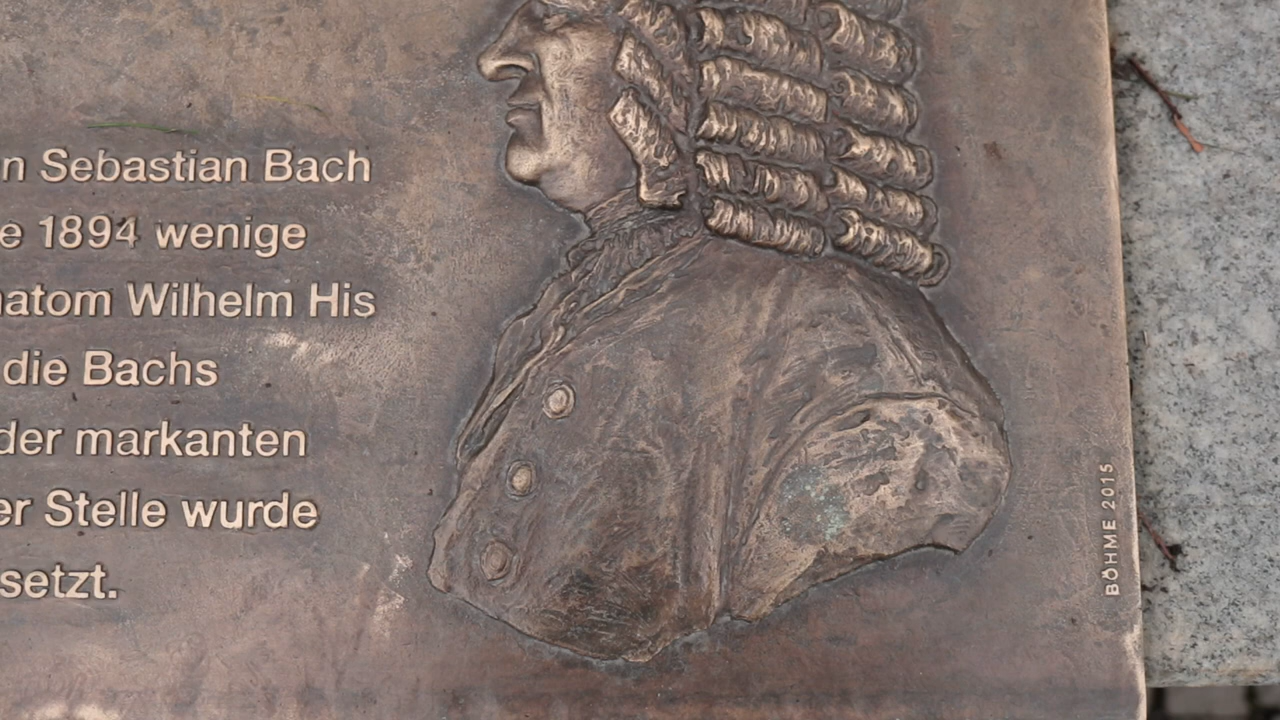 n Sebastian Bach
e 1894 wenige
natom Wilhelm His
die Bachs
der markanten
er Stelle wurde
setzt.
BÖHME 2015